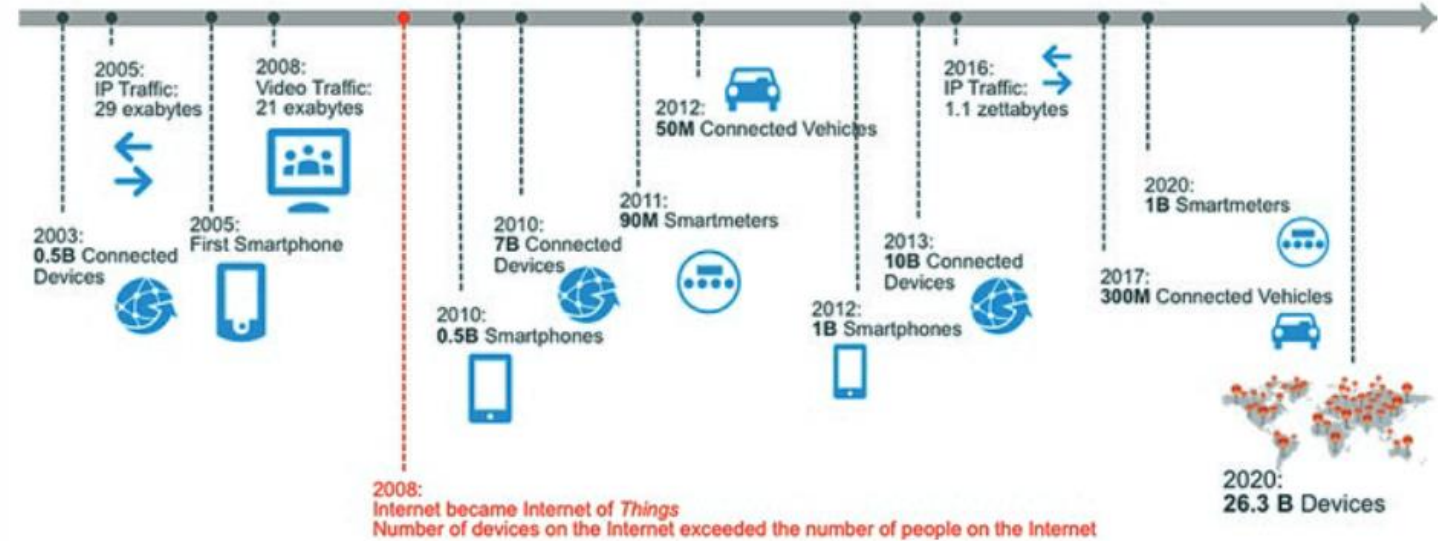 2003:
0.5B Connected
Devices
2005:
IP Traffic:
29 exabytes
2005:
First Smartphone
2008:
Video Traffic:
21 exabytes
2008:
Internet became Internet of Things
Number of devices on the Internet exceeded the number of people on the Internet
2010:
0.5B Smartphones
2010:
7B Connected
Devices
2011:
90M Smartmeters
2012:
50M Connected Vehicles
2012:
1B Smartphones
2013:
10B Connected
Devices
2016:
IP Traffic:
1.1 zettabytes
2017:
300M Connected Vehicles
2020:
1B Smartmeters
2020:
26.3 B Devices